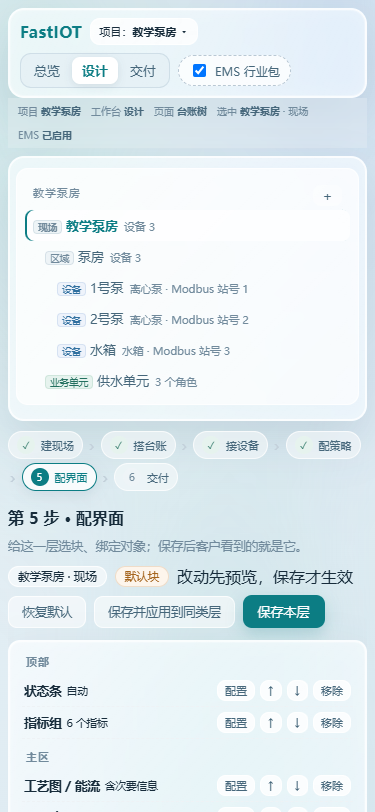 FastIOT 项目： 教学泵房
总览 设计 交付 EMS 行业包
项目 教学泵房 工作台 设计 页面 台账树 选中 教学泵房 · 现场
EMS 已启用
教学泵房 +
现场 教学泵房 设备 3
区域 泵房 设备 3
设备 1号泵 离心泵 · Modbus 站号 1
设备 2号泵 离心泵 · Modbus 站号 2
设备 水箱 水箱 · Modbus 站号 3
业务单元 供水单元 3 个角色
✓ 建现场 › ✓ 搭台账 › ✓ 接设备 › ✓ 配策略
› 5 配界面 › 6 交付
第 5 步 • 配界面
给这一层选块、绑定对象；保存后客户看到的就是它。
教学泵房 · 现场 默认块 改动先预览，保存才生效
恢复默认 保存并应用到同类层 保存本层
顶部
状态条 自动 配置 ↑ ↓ 移除
指标组 6 个指标 配置 ↑ ↓ 移除
主区
工艺图 / 能流 含次要信息 配置 ↑ ↓ 移除